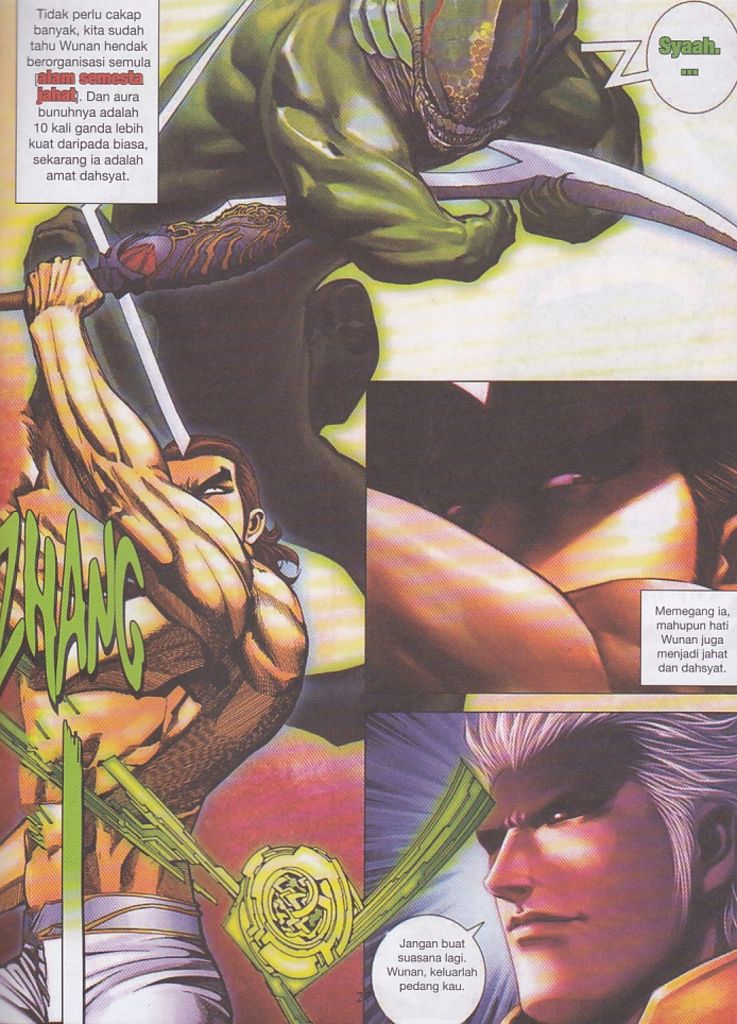 Tidak perlu cakap
banyak, kita sudah
tahu Wunan hendak
berorganisasi semula
[alam semesta
jahat]. Dan aura
bunuhnya adalah
10 kali ganda lebih
kuat daripada biasa,
sekarang ia adalah
amat dahsyat.
Syaah.
...
ZHANG
Memegang ia,
mahupun hati
Wunan juga
menjadi jahat
dan dahsyat.
Jangan buat
suasana lagi.
Wunan, keluarlah
pedang kau.
2